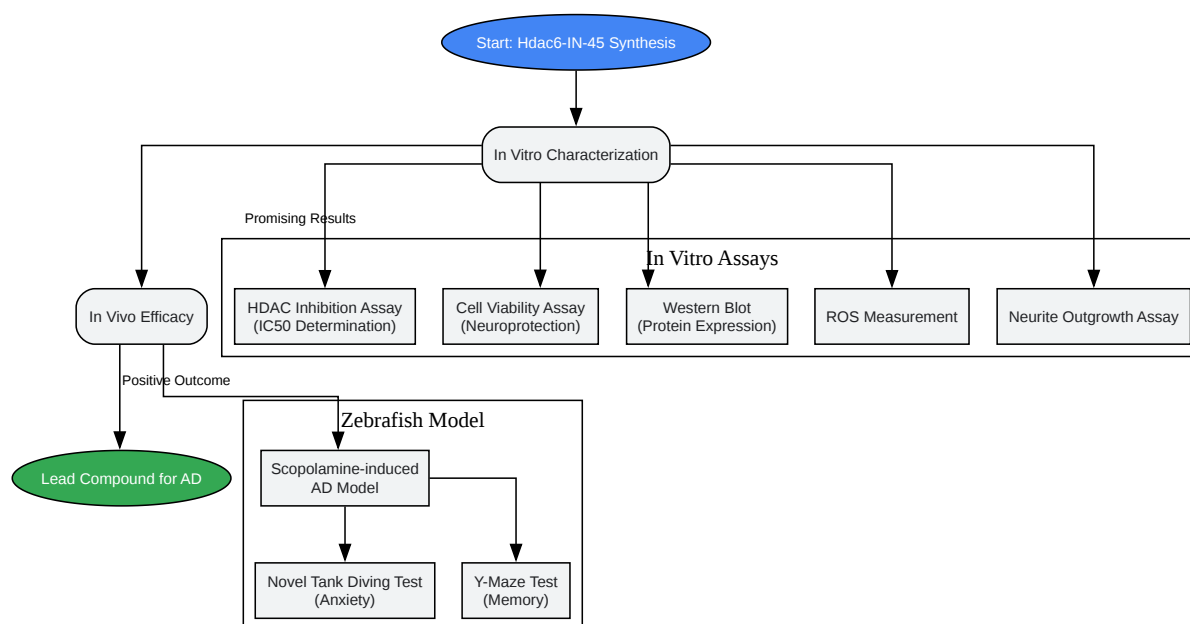 Start: Hdac6-IN-45 Synthesis
In Vitro Characterization
Promising Results
In Vitro Assays
In Vivo Efficacy
HDAC Inhibition Assay
(IC50 Determination)
Cell Viability Assay
(Neuroprotection)
Western Blot
(Protein Expression)
ROS Measurement
Neurite Outgrowth Assay
Positive Outcome
Zebrafish Model
Lead Compound for AD
Scopolamine-induced
AD Model
Novel Tank Diving Test
(Anxiety)
Y-Maze Test
(Memory)